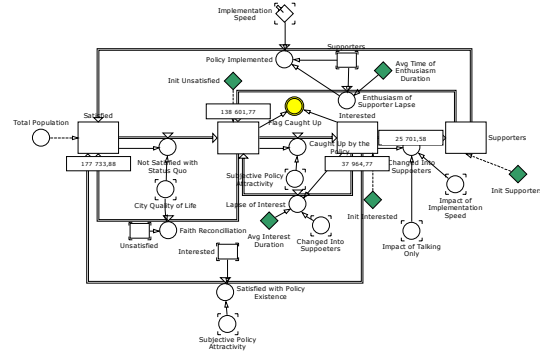 Implementation
Speed
Supporters
Policy Implemented
Avg Time of
Enthusiasm
Duration
Init Unsatisfied
Enthusiasm of
Supporter Lapse
138 601,77
Total Population
Satisfied
Flag Caught Up
Interested
25 701,58
Supporters
177 733,88
Not Satisfied with
Status Quo
Caught Up by the
Policy
37 964,77
Changed Into
Suppoeters
Subjective Policy
Attractivity
Init Supporter
City Quality of Life
Lapse of Interest
Init Interested
Impact of
Implementation
Speed
Unsatisfied
Faith Reconciliation
Avg Interest
Duration
Changed Into
Suppoeters
Impact of Talking
Only
Interested
Satisfied with Policy
Existence
Subjective Policy
Attractivity